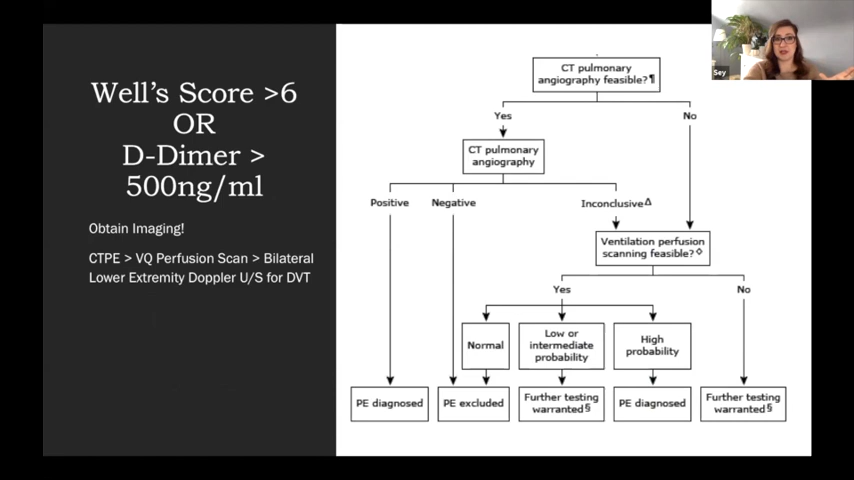 Well's Score >6
OR
D-Dimer >
500ng/ml
Obtain Imaging!
CTPE > VQ Perfusion Scan > Bilateral
Lower Extremity Doppler U/S for DVT
CT pulmonary
angiography feasible?¶
Yes
No
CT pulmonary
angiography
Positive
Negative
InconclusiveΔ
Ventilation perfusion
scanning feasible?◇
Yes
No
Normal
Low or
intermediate
probability
High
probability
PE diagnosed
PE excluded
Further testing
warranted§
PE diagnosed
Further testing
warranted§
Sey